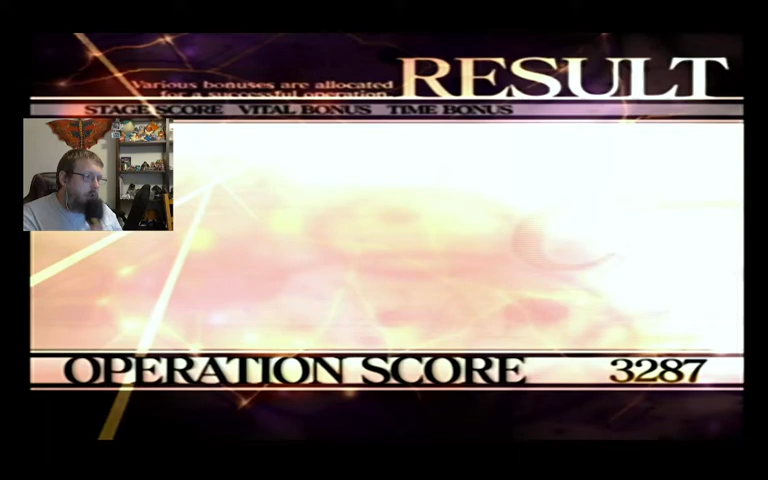 RESULT
Various bonuses are allocated
for a successful operation.
STAGE SCORE VITAL BONUS TIME BONUS
OPERATION SCORE 3287